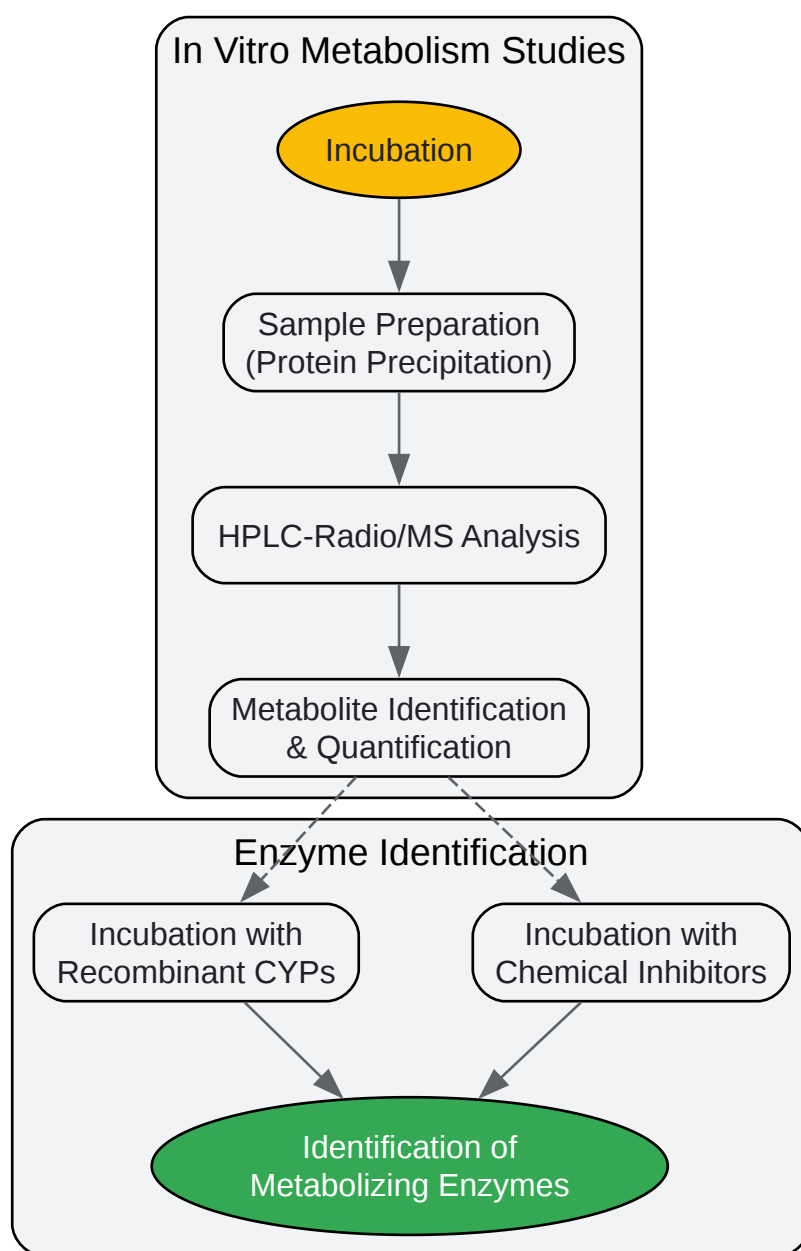 In Vitro Metabolism Studies
Incubation
Sample Preparation
(Protein Precipitation)
HPLC-Radio/MS Analysis
Metabolite Identification
& Quantification
Enzyme Identification
Incubation with
Recombinant CYPs
Incubation with
Chemical Inhibitors
Identification of
Metabolizing Enzymes